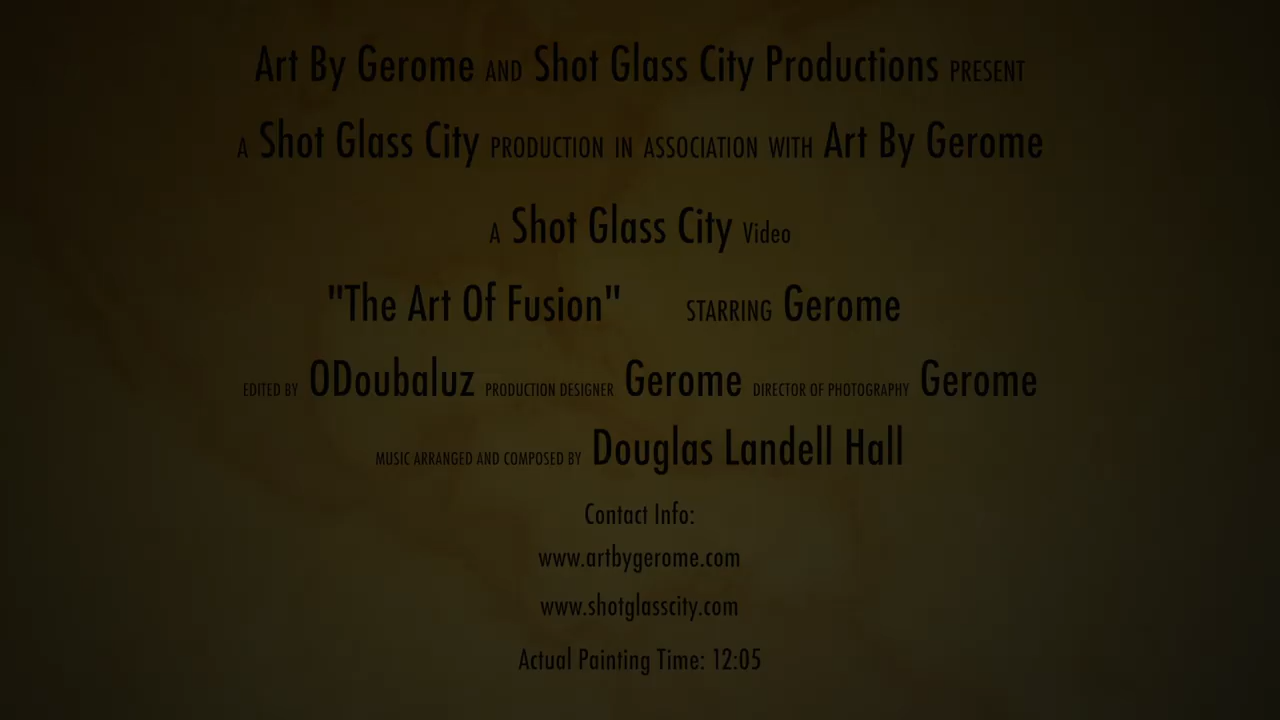 Art By Gerome AND Shot Glass City Productions PRESENT
A Shot Glass City PRODUCTION IN ASSOCIATION WITH Art By Gerome
A Shot Glass City Video
"The Art Of Fusion" STARRING Gerome
EDITED BY ODoubaluz PRODUCTION DESIGNER Gerome DIRECTOR OF PHOTOGRAPHY Gerome
MUSIC ARRANGED AND COMPOSED BY Douglas Landell Hall
Contact Info:
www.artbygerome.com
www.shotglasscity.com
Actual Painting Time: 12:05